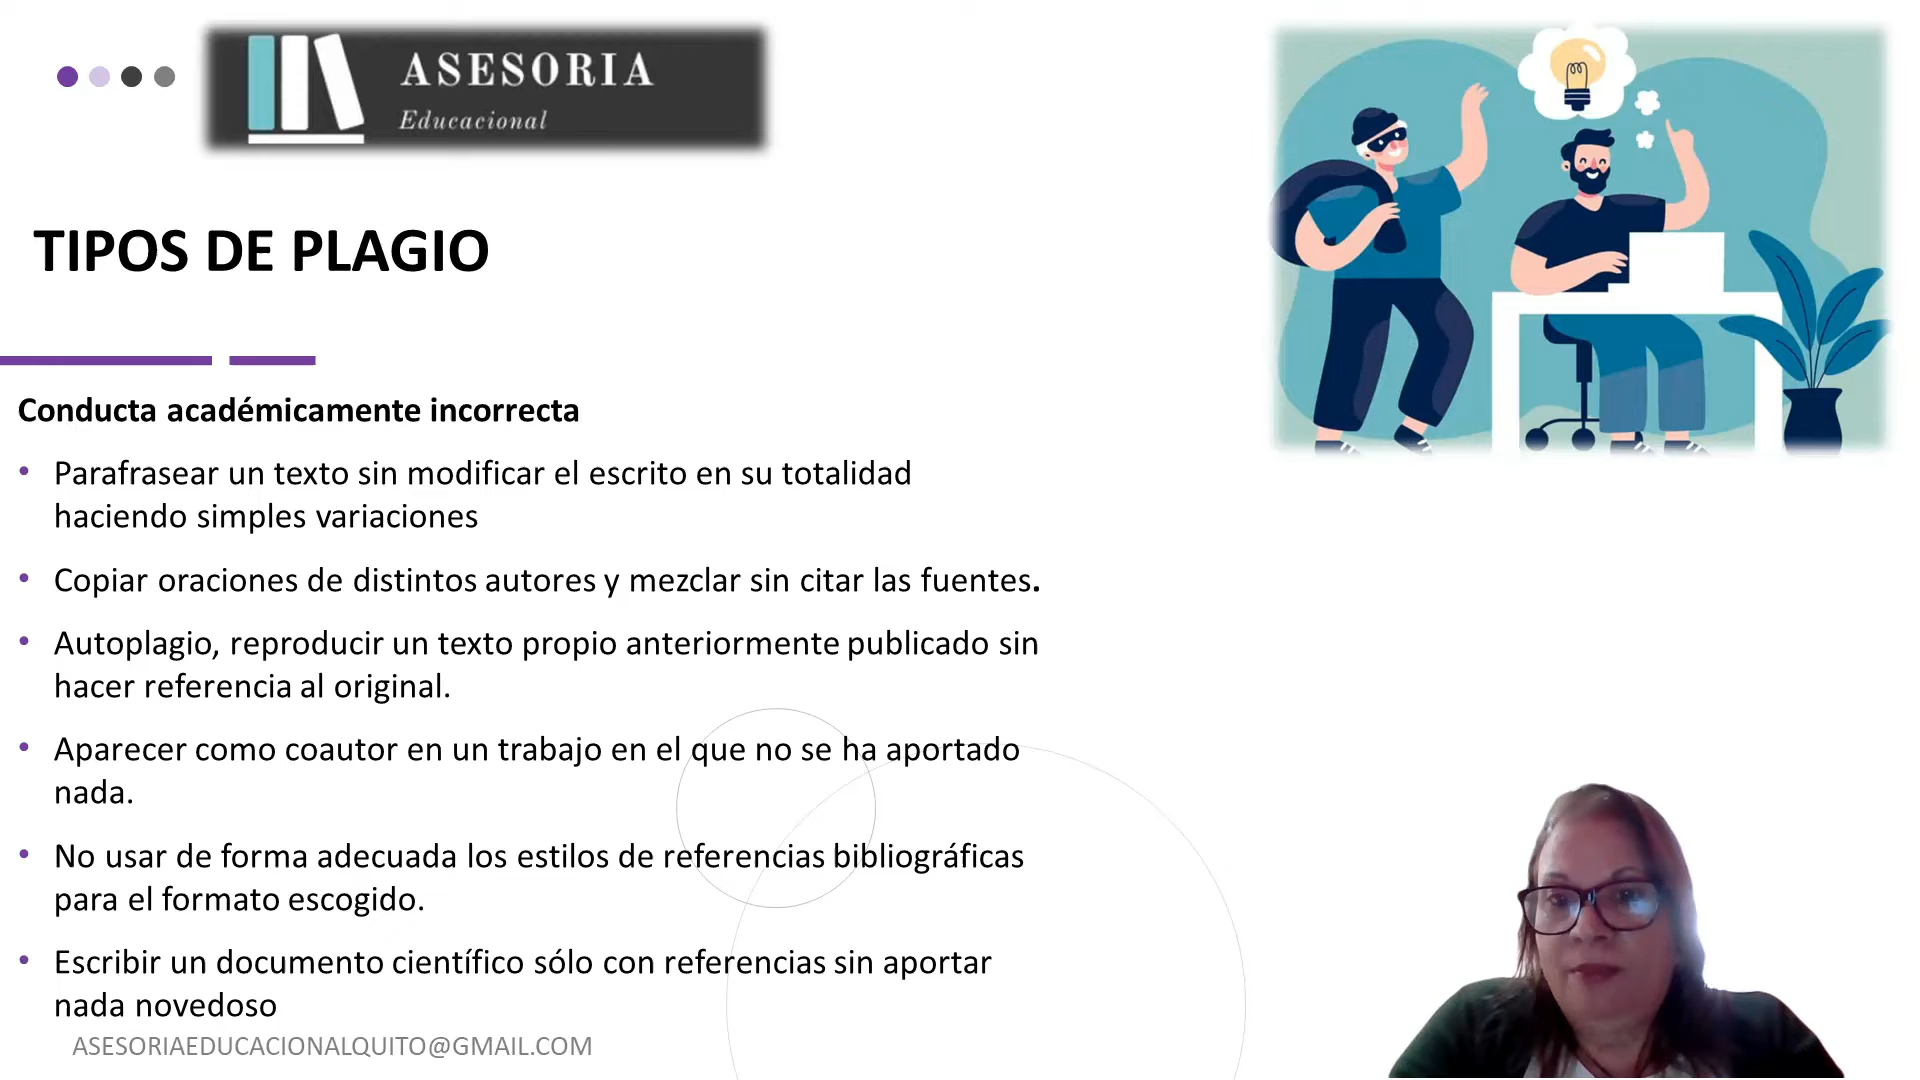 ASESORIA
Educacional
TIPOS DE PLAGIO
Conducta académicamente incorrecta
• Parafrasear un texto sin modificar el escrito en su totalidad
haciendo simples variaciones
• Copiar oraciones de distintos autores y mezclar sin citar las fuentes.
• Autoplagio, reproducir un texto propio anteriormente publicado sin
hacer referencia al original.
• Aparecer como coautor en un trabajo en el que no se ha aportado
nada.
• No usar de forma adecuada los estilos de referencias bibliográficas
para el formato escogido.
• Escribir un documento científico sólo con referencias sin aportar
nada novedoso
ASESORIAEDUCACIONALQUITO@GMAIL.COM